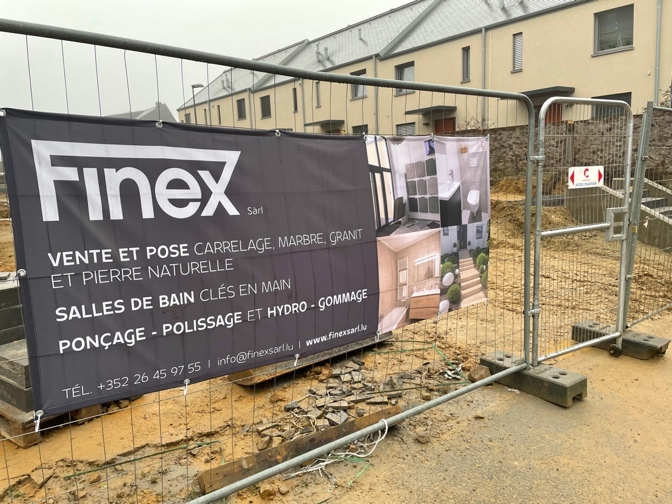 Finex Sàrl
VENTE ET POSE CARRELAGE, MARBRE, GRANIT
ET PIERRE NATURELLE
SALLES DE BAIN CLÉS EN MAIN
PONÇAGE - POLISSAGE ET HYDRO - GOMMAGE
TÉL. +352 26 45 97 55 | info@finexsarl.lu | www.finexsarl.lu